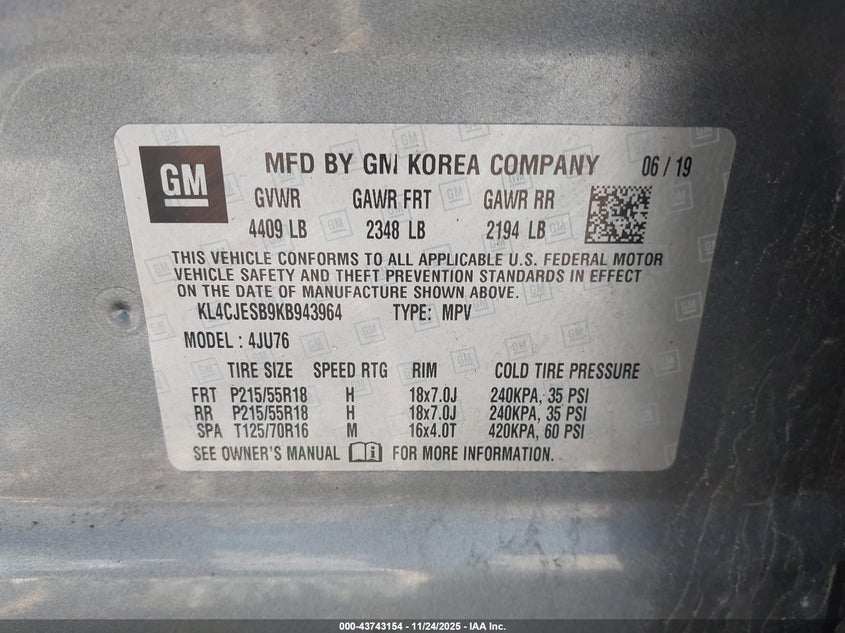 GM
MFD BY GM KOREA COMPANY 06 / 19
GVWR GAWR FRT GAWR RR
4409 LB 2348 LB 2194 LB
THIS VEHICLE CONFORMS TO ALL APPLICABLE U.S. FEDERAL MOTOR
VEHICLE SAFETY AND THEFT PREVENTION STANDARDS IN EFFECT
ON THE DATE OF MANUFACTURE SHOWN ABOVE.
KL4CJESB9KB943964 TYPE: MPV
MODEL : 4JU76
TIRE SIZE SPEED RTG RIM COLD TIRE PRESSURE
FRT P215/55R18 H 18x7.0J 240KPA, 35 PSI
RR P215/55R18 H 18x7.0J 240KPA, 35 PSI
SPA T125/70R16 M 16x4.0T 420KPA, 60 PSI
SEE OWNER'S MANUAL FOR MORE INFORMATION.
000-43743154 - 11/24/2025 - IAA Inc.